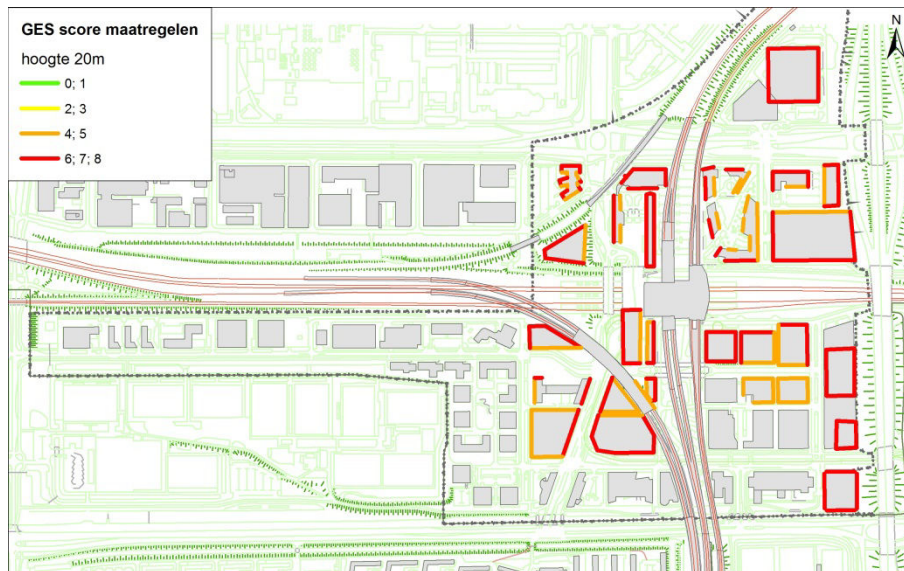 GES score maatregelen
hoogte 20m
0; 1
2; 3
4; 5
6; 7; 8
N